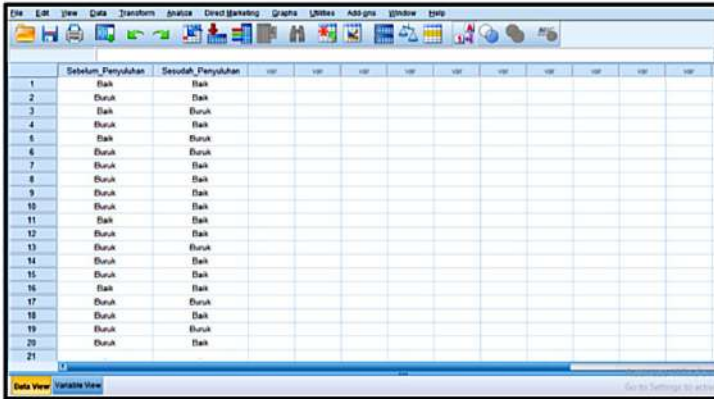 File Edit View Data Transform Analyze Direct Marketing Graphs Utilities Add-ons Window Help
Sebelum_Penyuluhan Sesudah_Penyuluhan var var var var var var var var var var
1 Baik Baik
2 Buruk Baik
3 Baik Buruk
4 Buruk Baik
5 Baik Buruk
6 Buruk Buruk
7 Buruk Baik
8 Buruk Baik
9 Buruk Baik
10 Buruk Baik
11 Baik Baik
12 Buruk Baik
13 Buruk Buruk
14 Buruk Baik
15 Buruk Baik
16 Baik Baik
17 Buruk Buruk
18 Buruk Baik
19 Buruk Buruk
20 Buruk Baik
21
Data View Variable View
Go to Settings to